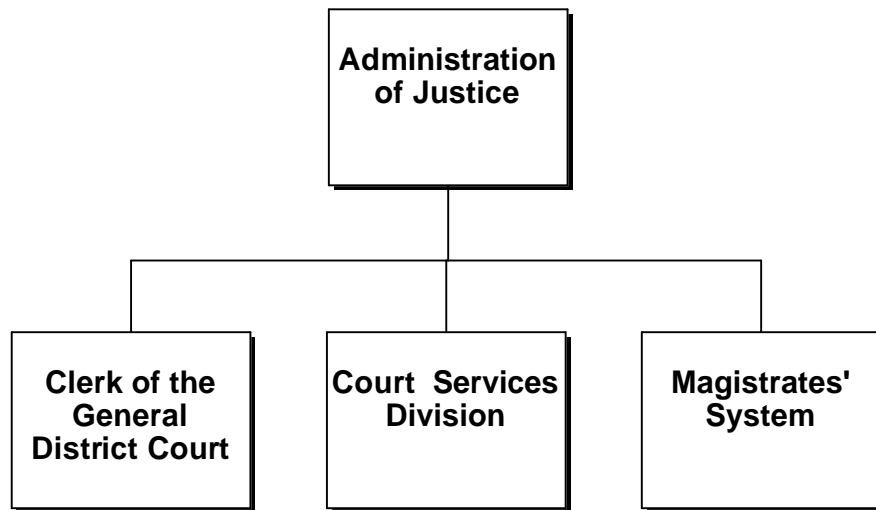 Administration
of Justice
Clerk of the
General
District Court
Court Services
Division
Magistrates'
System